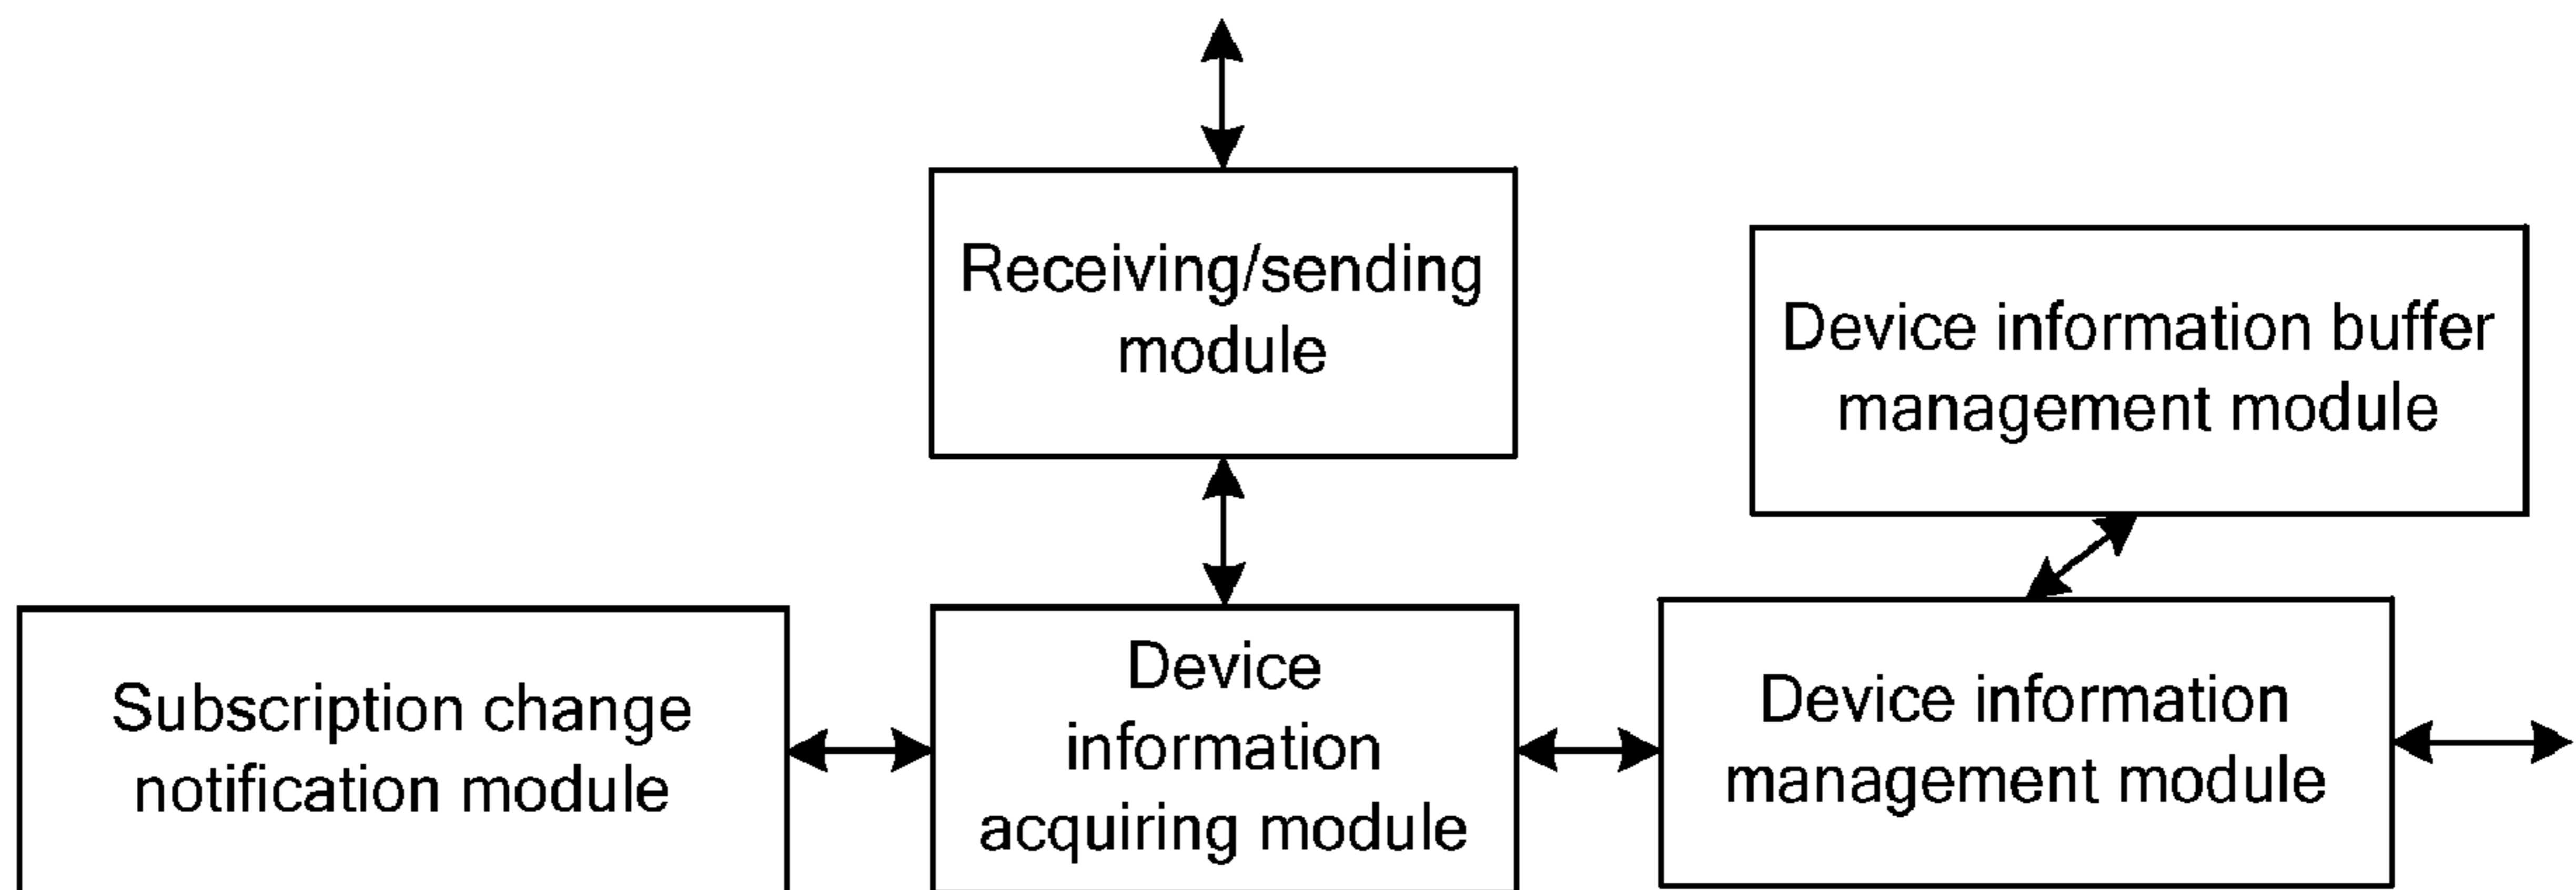 Receiving/sending
module
Device information buffer
management module
Subscription change
notification module
Device
information
acquiring module
Device information
management module